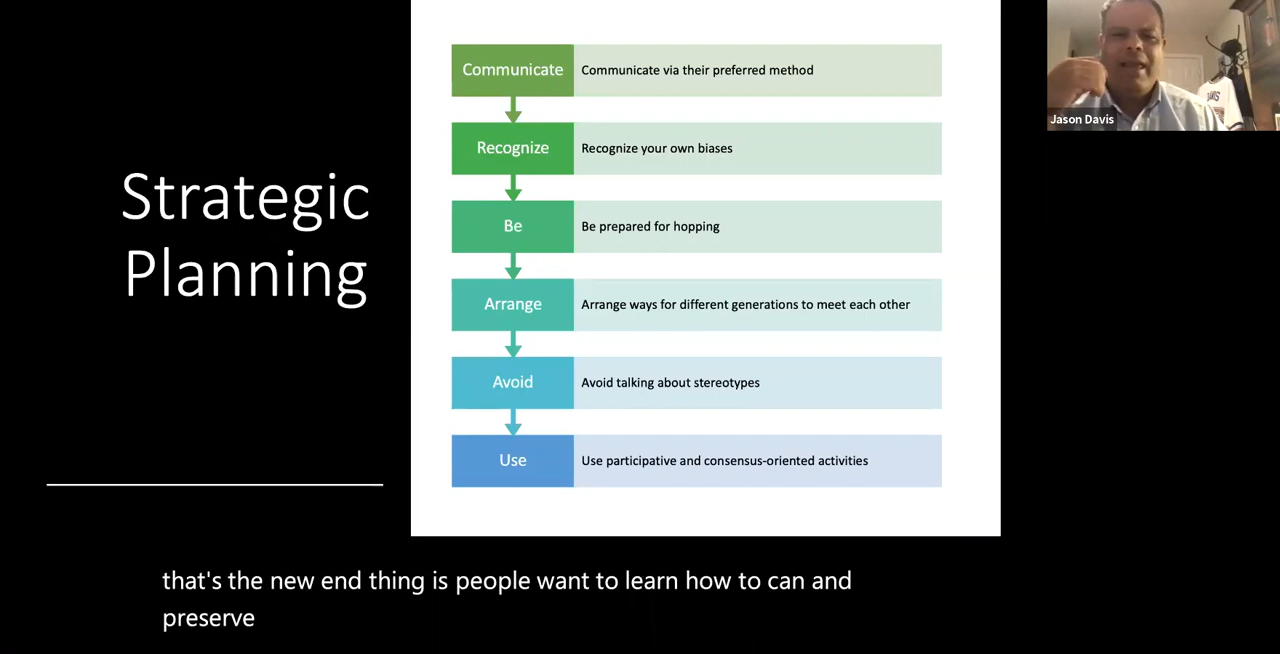 Strategic
Planning
Communicate
Communicate via their preferred method
Recognize
Recognize your own biases
Be
Be prepared for hopping
Arrange
Arrange ways for different generations to meet each other
Avoid
Avoid talking about stereotypes
Use
Use participative and consensus-oriented activities
Jason Davis
that's the new end thing is people want to learn how to can and
preserve